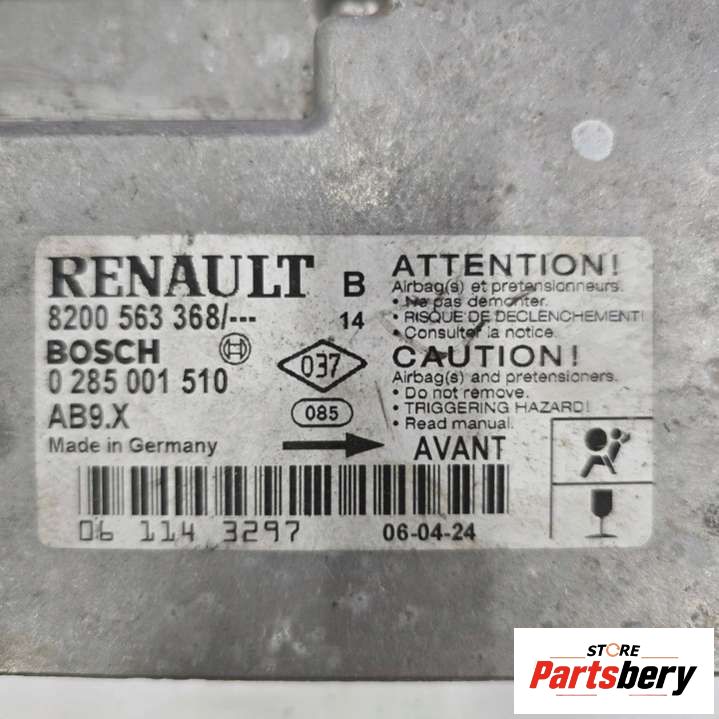 RENAULT
8200 563 368/---
BOSCH
0 285 001 510
AB9.X
Made in Germany
B
14
037
085
AVANT
ATTENTION!
Airbag(s) et pretensionneurs.
• Ne pas demonter.
• RISQUE DE DECLENCHEMENT!
• Consulter la notice.
CAUTION!
Airbag(s) and pretensioners.
• Do not remove.
• TRIGGERING HAZARD!
• Read manual.
06 114 3297
06-04-24
STORE
Partsbery